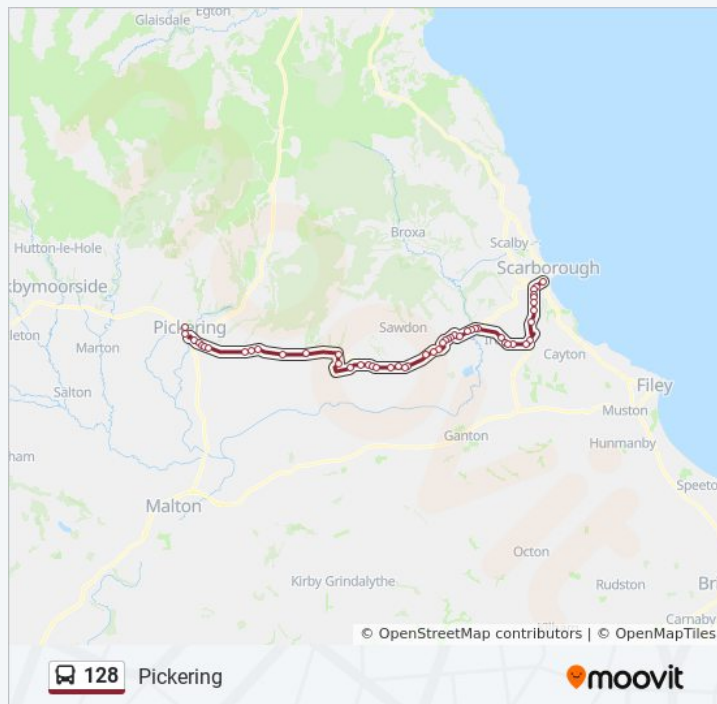 Glaisdale
Egton
Hutton-le-Hole
Broxa
Scalby
Scarborough
kbymoorside
Pickering
Sawdon
leton
Marton
Cayton
Filey
Salton
Muston
Ganton
Hunmanby
ham
Malton
Speeto
Octon
Kirby Grindalythe
Rudston
Br
Carnaby
© OpenStreetMap contributors | © OpenMapTiles
128 Pickering
moovit